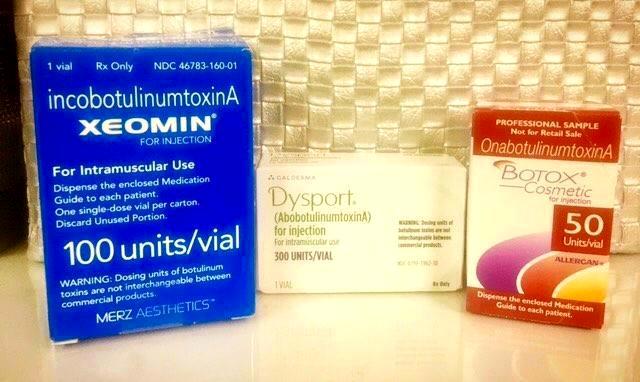 1 vial Rx Only NDC 46783-160-01
incobotulinumtoxinA
XEOMIN®
FOR INJECTION
For Intramuscular Use
Dispense the enclosed Medication
Guide to each patient.
One single-dose vial per carton.
Discard Unused Portion.
100 units/vial
WARNING: Dosing units of botulinum
toxins are not interchangeable between
commercial products.
MERZ AESTHETICS™
GALDERMA
Dysport®
(AbobotulinumtoxinA)
for injection
For intramuscular use
300 UNITS/VIAL
1 VIAL
WARNING: Dosing units of
botulinum toxins are not
interchangeable between
commercial products.
Rx Only
PROFESSIONAL SAMPLE
Not for Retail Sale
OnabotulinumtoxinA
BOTOX®
Cosmetic
for injection
50
Units/vial
ALLERGAN
Dispense the enclosed Medication
Guide to each patient.